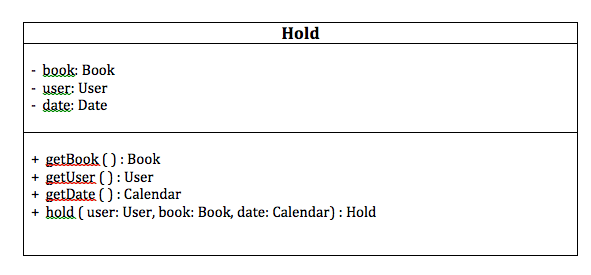 Hold
- book: Book
- user: User
- date: Date
+ getBook ( ) : Book
+ getUser ( ) : User
+ getDate ( ) : Calendar
+ hold ( user: User, book: Book, date: Calendar) : Hold